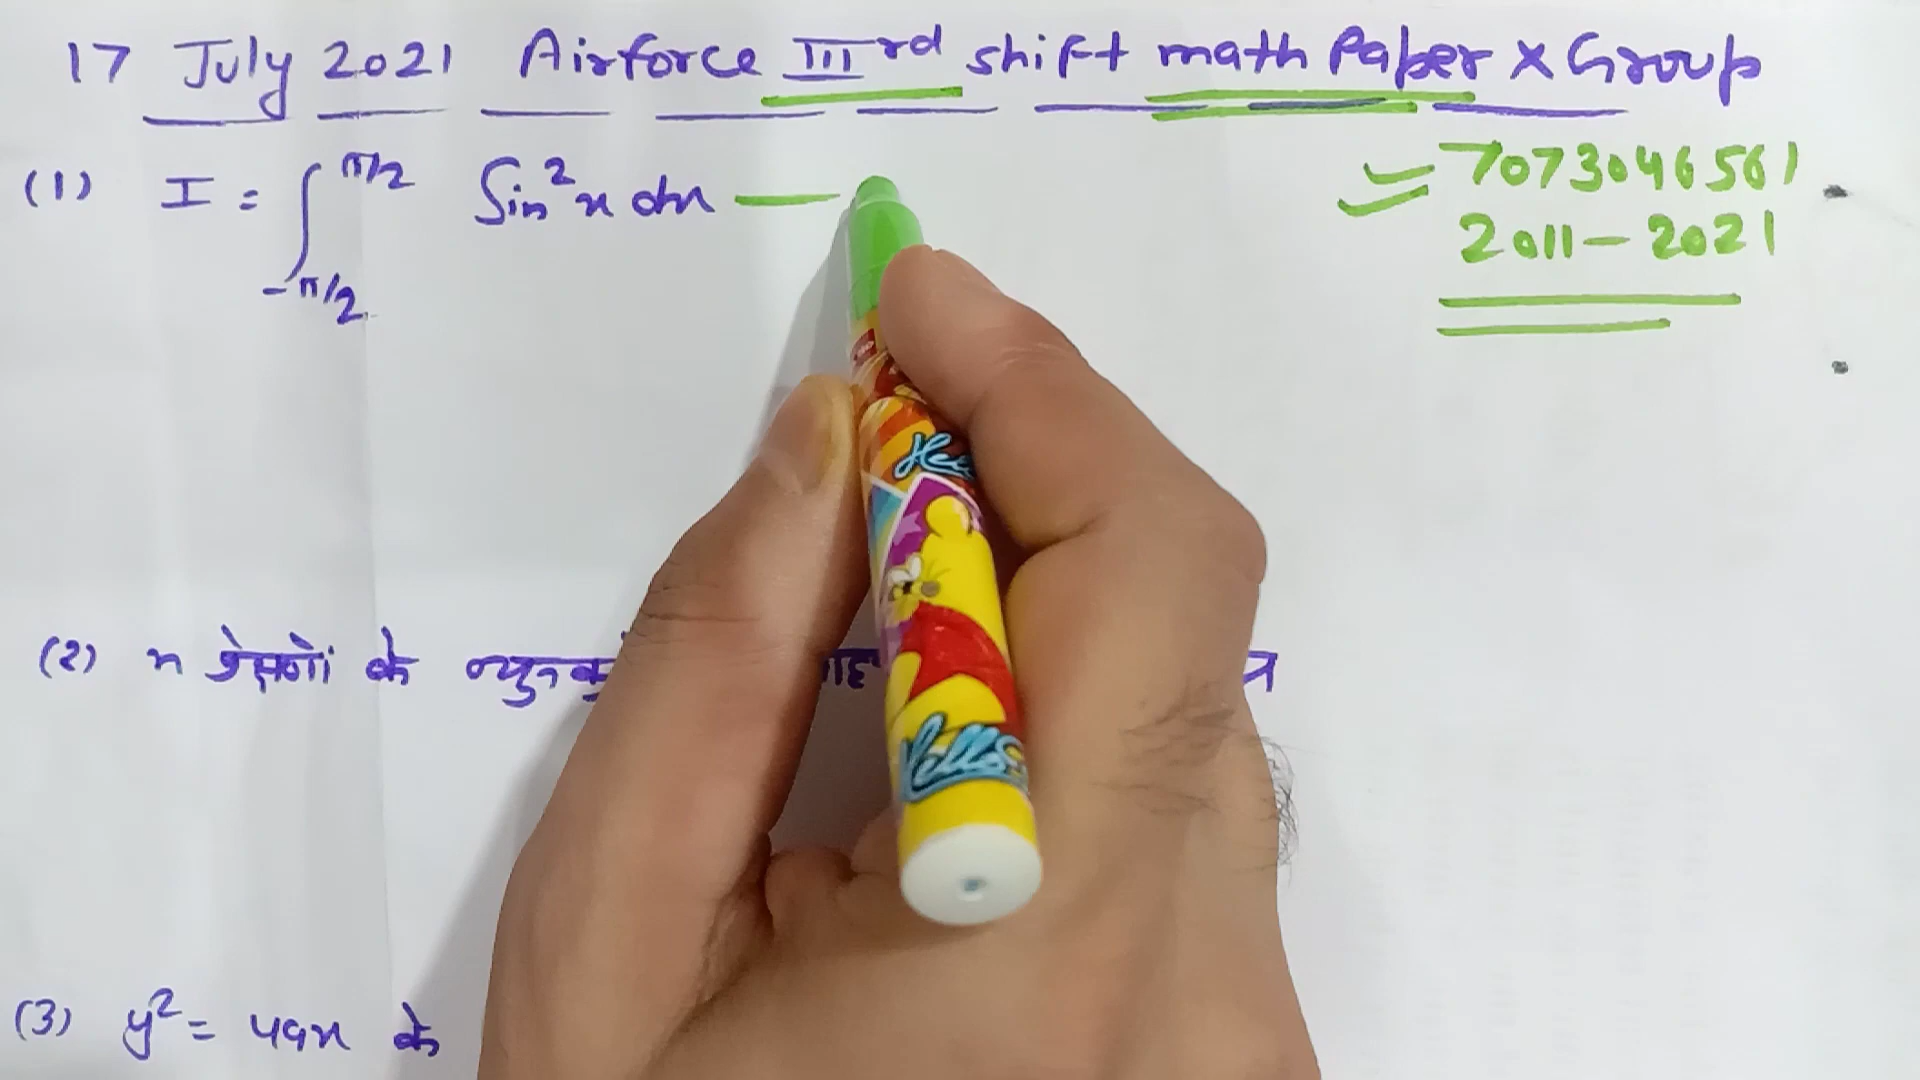 17 July 2021 Airforce IIIrd shift math Paper X Group
(1) I = ∫ π/2 -π/2 Sin²x dx —
7073046561
2011-2021
(2) n प्रेक्षणों के
(3) y² = 4ax के
Hello